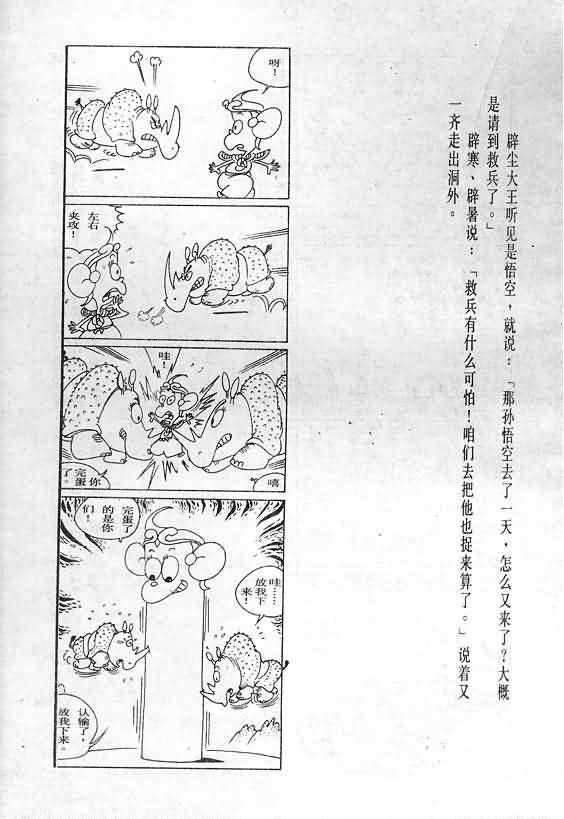 辟尘大王听见是悟空，就说：「那孙悟空去了一天，怎么又来了？大概
是请到救兵了。」
辟寒、辟暑说：「救兵有什么可怕！咱们去把他也捉来算了。」说着又
一齐走出洞外。
呀！
左右
夹攻！
哇！
嘻
你
完蛋
了。
完蛋了
的是你
们！
哇……
放我下
来！
认输了，
放我下来。